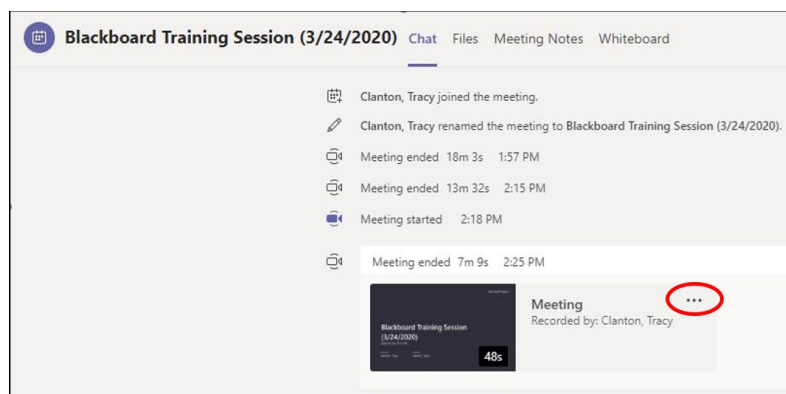 Blackboard Training Session (3/24/2020) Chat Files Meeting Notes Whiteboard
Clanton, Tracy joined the meeting.
Clanton, Tracy renamed the meeting to Blackboard Training Session (3/24/2020).
Meeting ended 18m 3s 1:57 PM
Meeting ended 13m 32s 2:15 PM
Meeting started 2:18 PM
Meeting ended 7m 9s 2:25 PM
Meeting
Recorded by: Clanton, Tracy
Blackboard Training Session
(3/24/2020)
48s